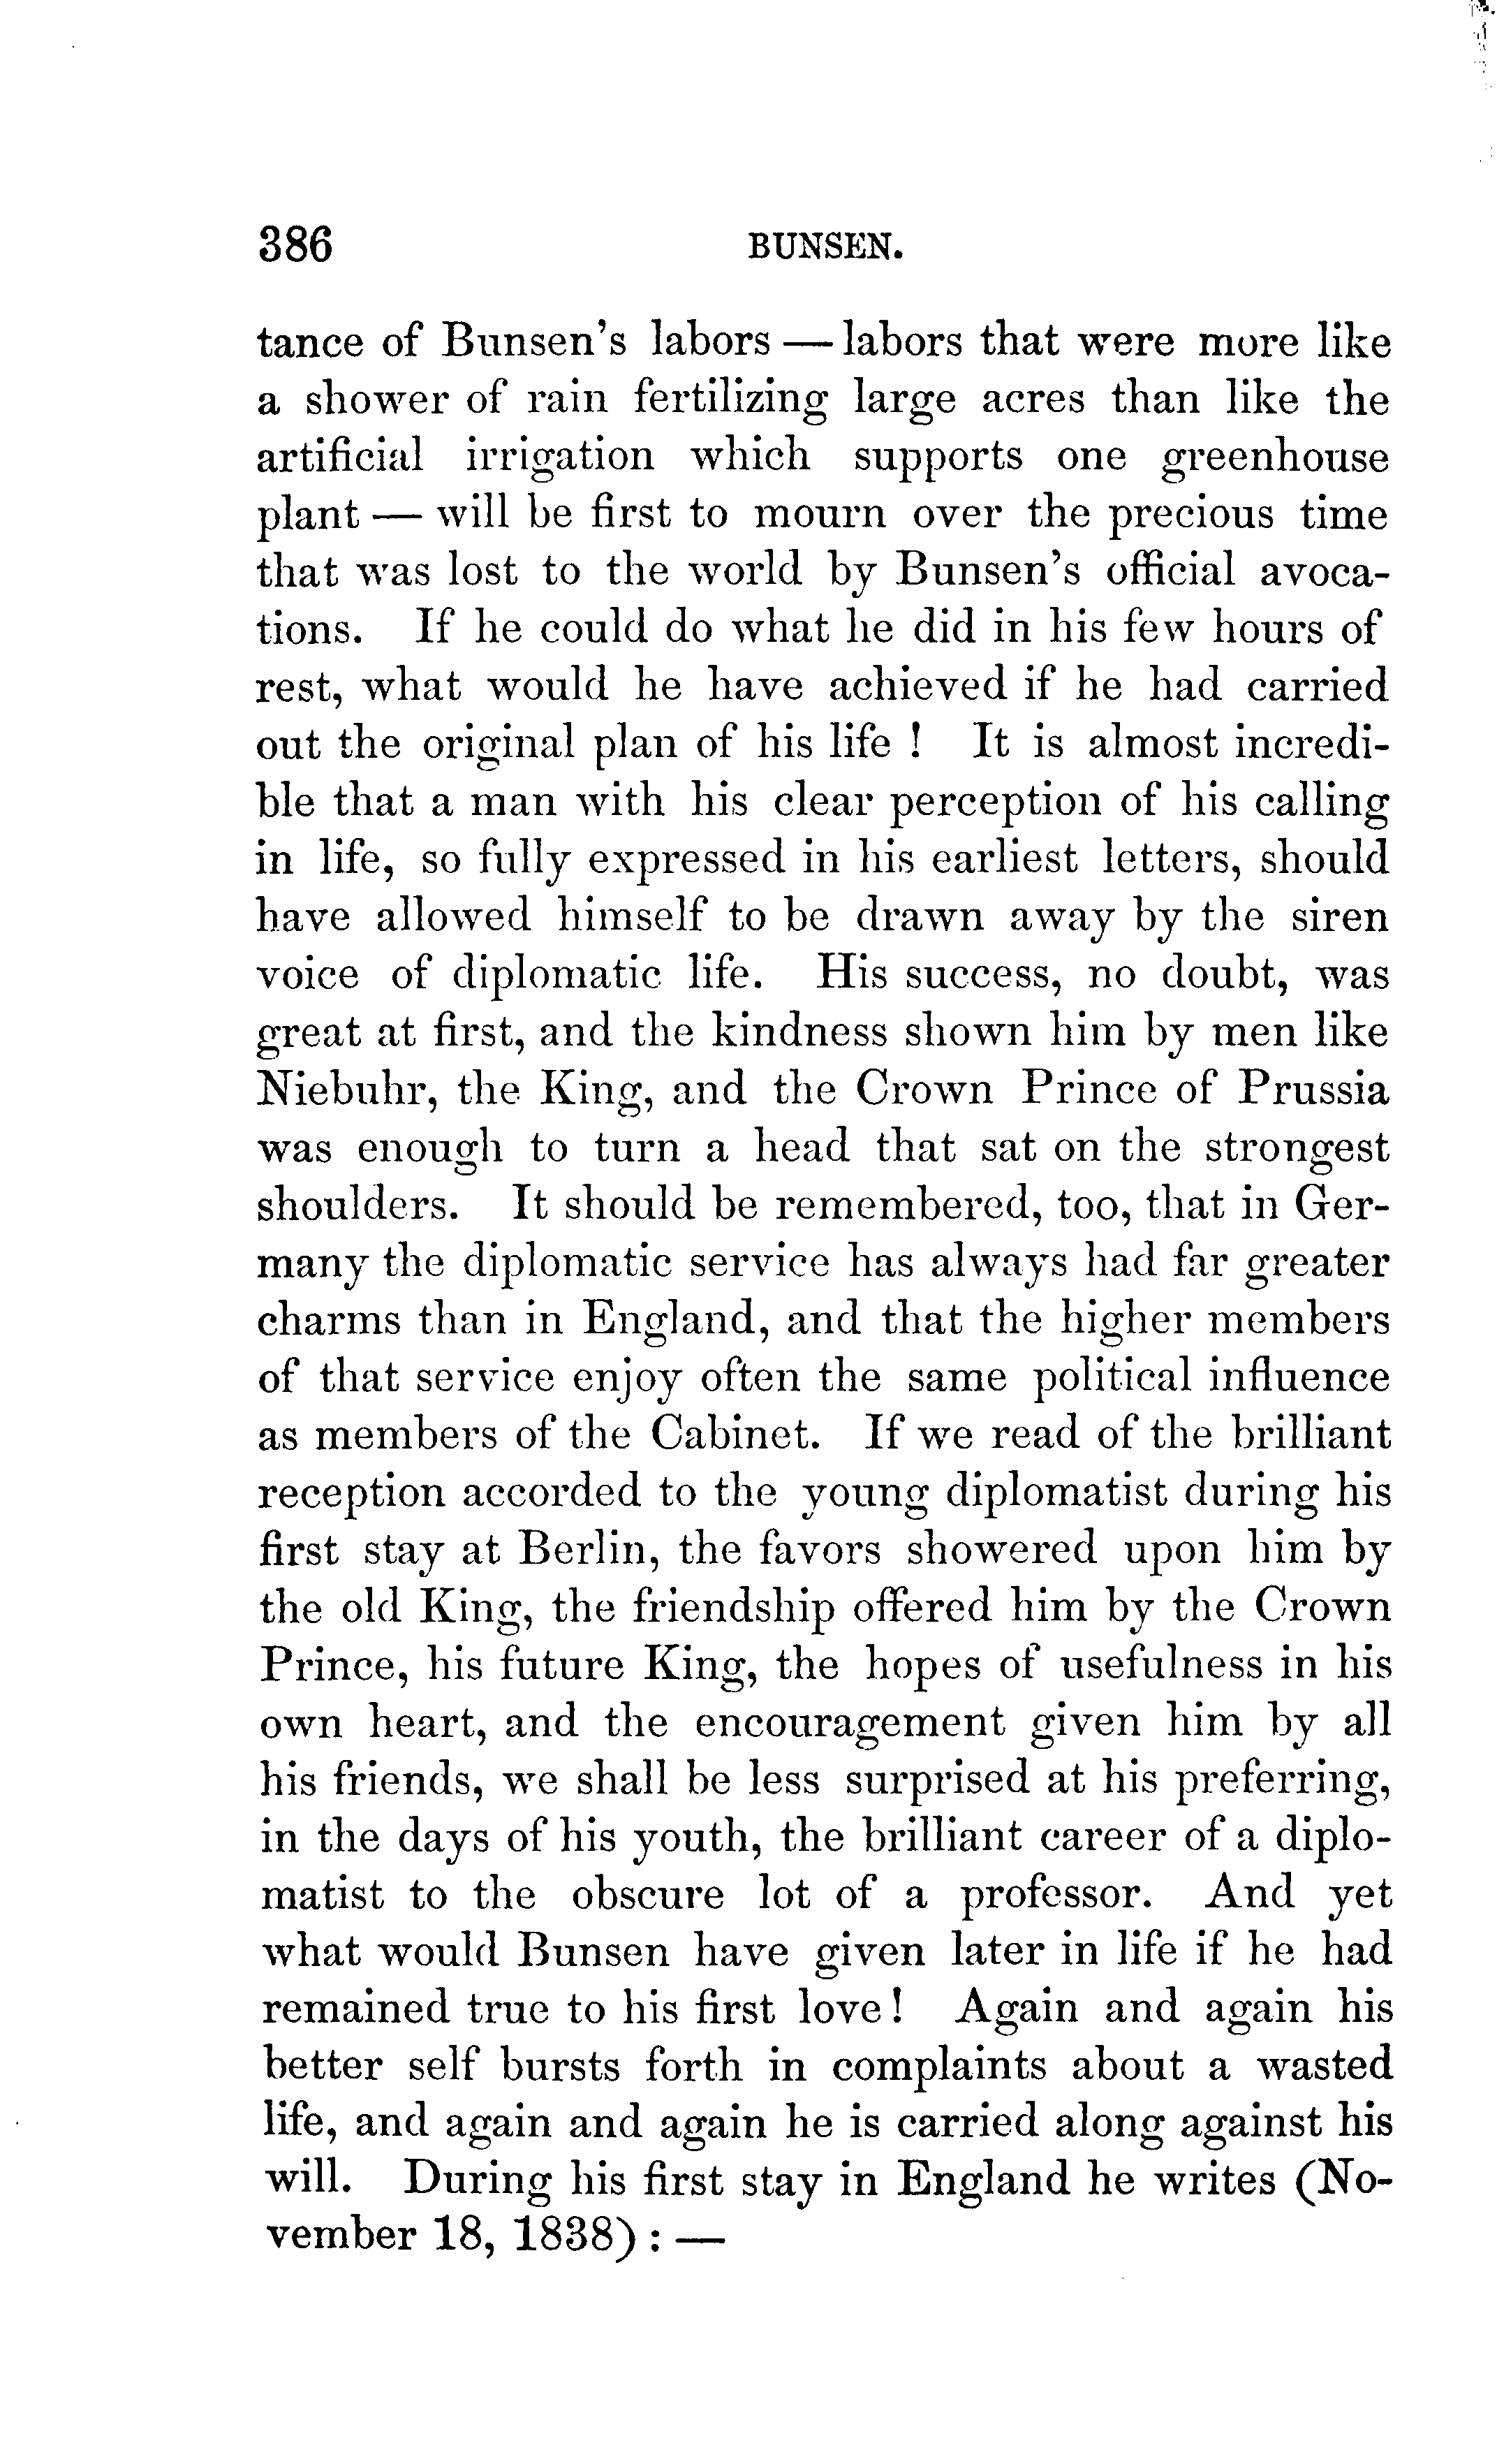 386 BUNSEN.
tance of Bunsen's labors — labors that were more like
a shower of rain fertilizing large acres than like the
artificial irrigation which supports one greenhouse
plant — will be first to mourn over the precious time
that was lost to the world by Bunsen's official avoca-
tions. If he could do what he did in his few hours of
rest, what would he have achieved if he had carried
out the original plan of his life ! It is almost incredi-
ble that a man with his clear perception of his calling
in life, so fully expressed in his earliest letters, should
have allowed himself to be drawn away by the siren
voice of diplomatic life. His success, no doubt, was
great at first, and the kindness shown him by men like
Niebuhr, the King, and the Crown Prince of Prussia
was enough to turn a head that sat on the strongest
shoulders. It should be remembered, too, that in Ger-
many the diplomatic service has always had far greater
charms than in England, and that the higher members
of that service enjoy often the same political influence
as members of the Cabinet. If we read of the brilliant
reception accorded to the young diplomatist during his
first stay at Berlin, the favors showered upon him by
the old King, the friendship offered him by the Crown
Prince, his future King, the hopes of usefulness in his
own heart, and the encouragement given him by all
his friends, we shall be less surprised at his preferring,
in the days of his youth, the brilliant career of a diplo-
matist to the obscure lot of a professor. And yet
what would Bunsen have given later in life if he had
remained true to his first love! Again and again his
better self bursts forth in complaints about a wasted
life, and again and again he is carried along against his
will. During his first stay in England he writes (No-
vember 18, 1838) : —